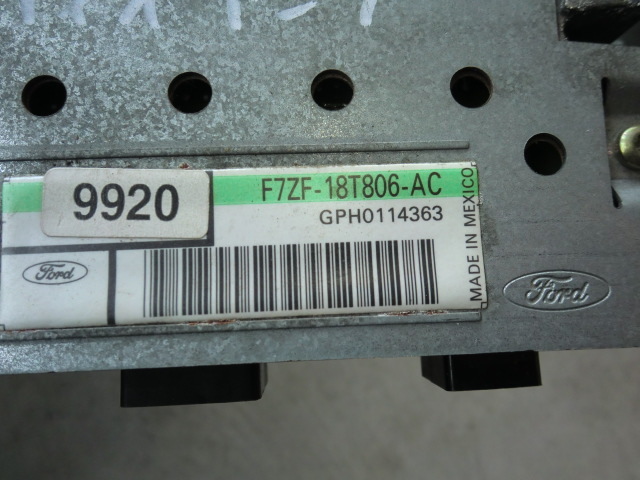 9920
F7ZF-18T806-AC
GPH0114363
MADE IN MEXICO
Ford
Ford